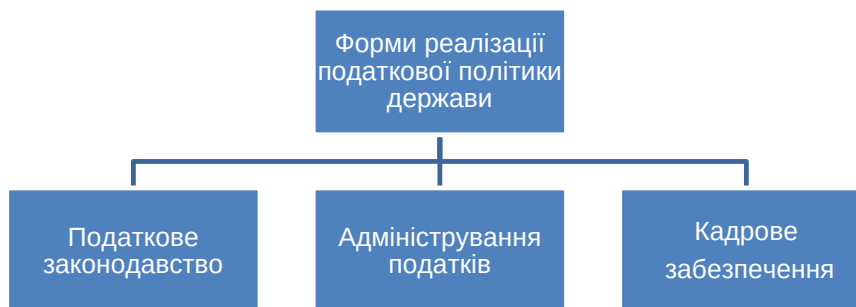 Форми реалізації
податкової політики
держави
Податкове
законодавство
Адміністрування
податків
Кадрове
забезпечення